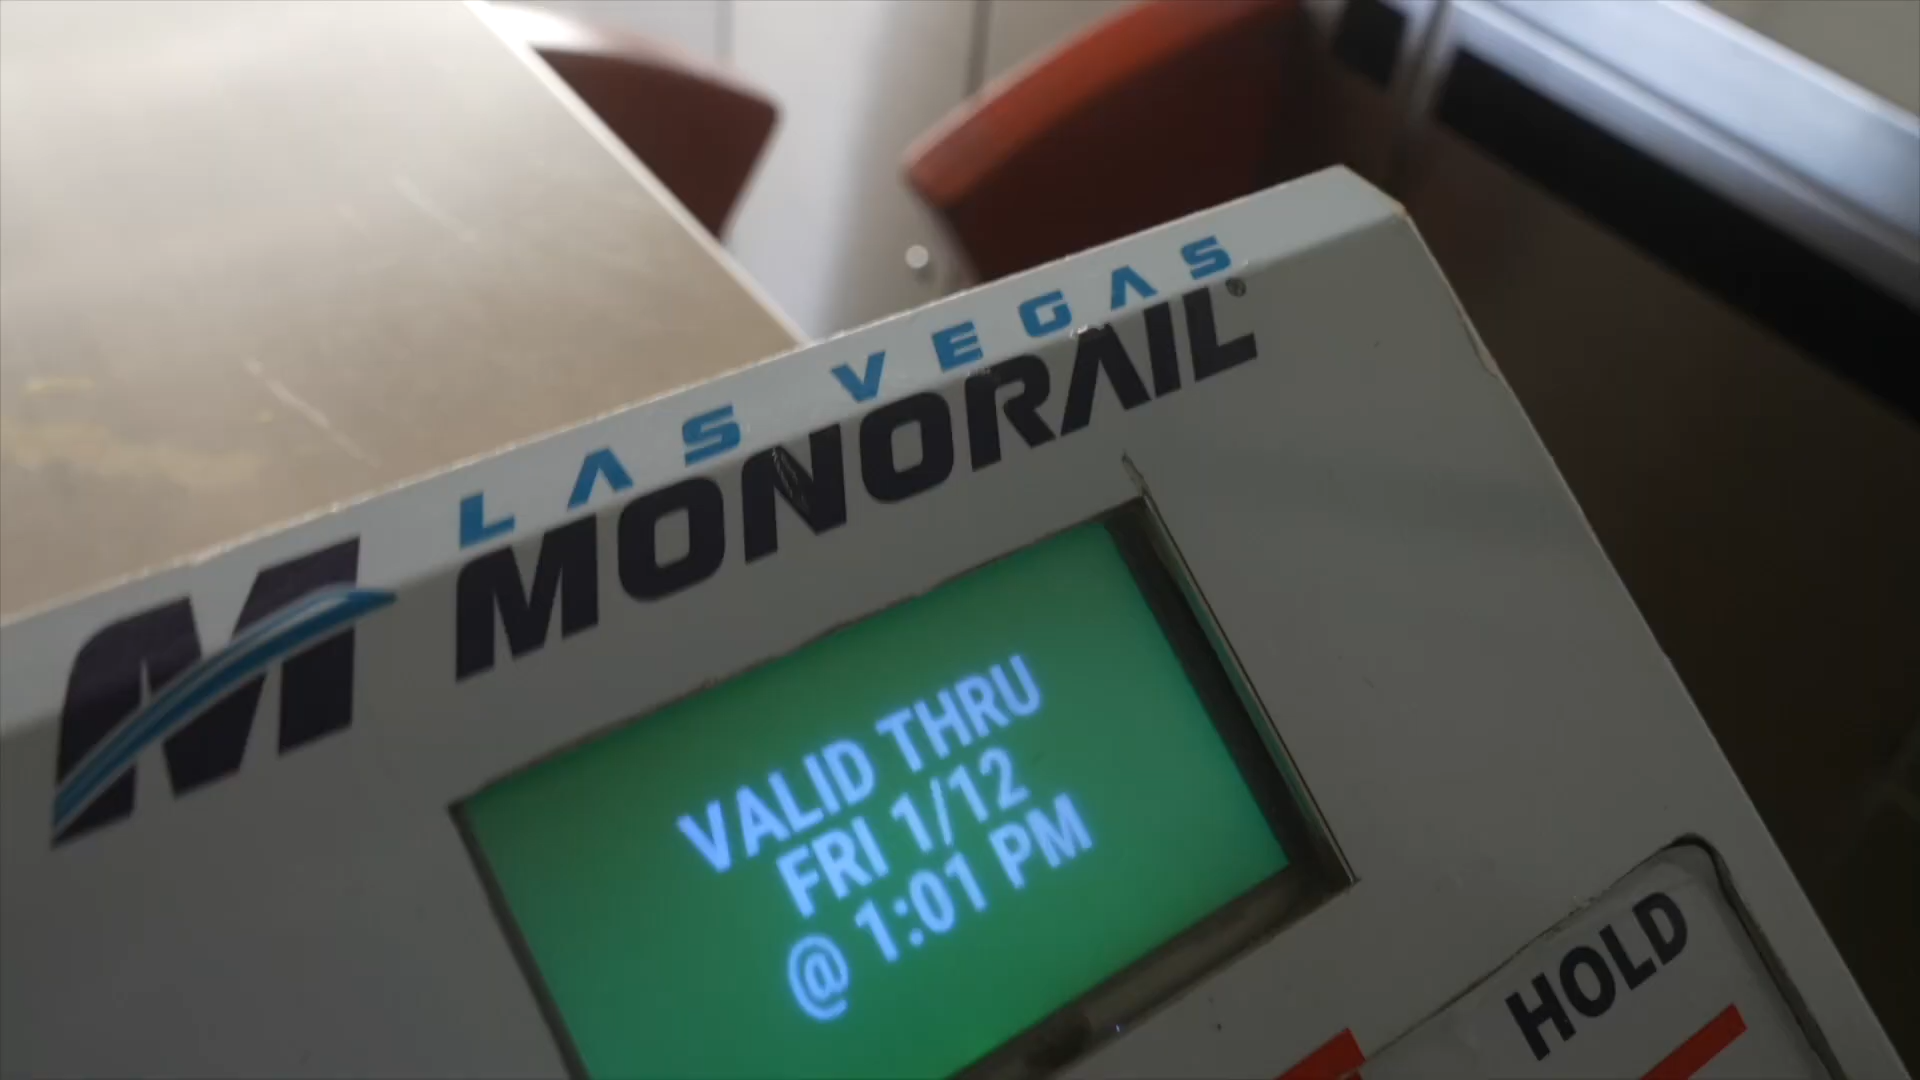 LAS VEGAS
MONORAIL®
VALID THRU
FRI 1/12
@ 1:01 PM
HOLD